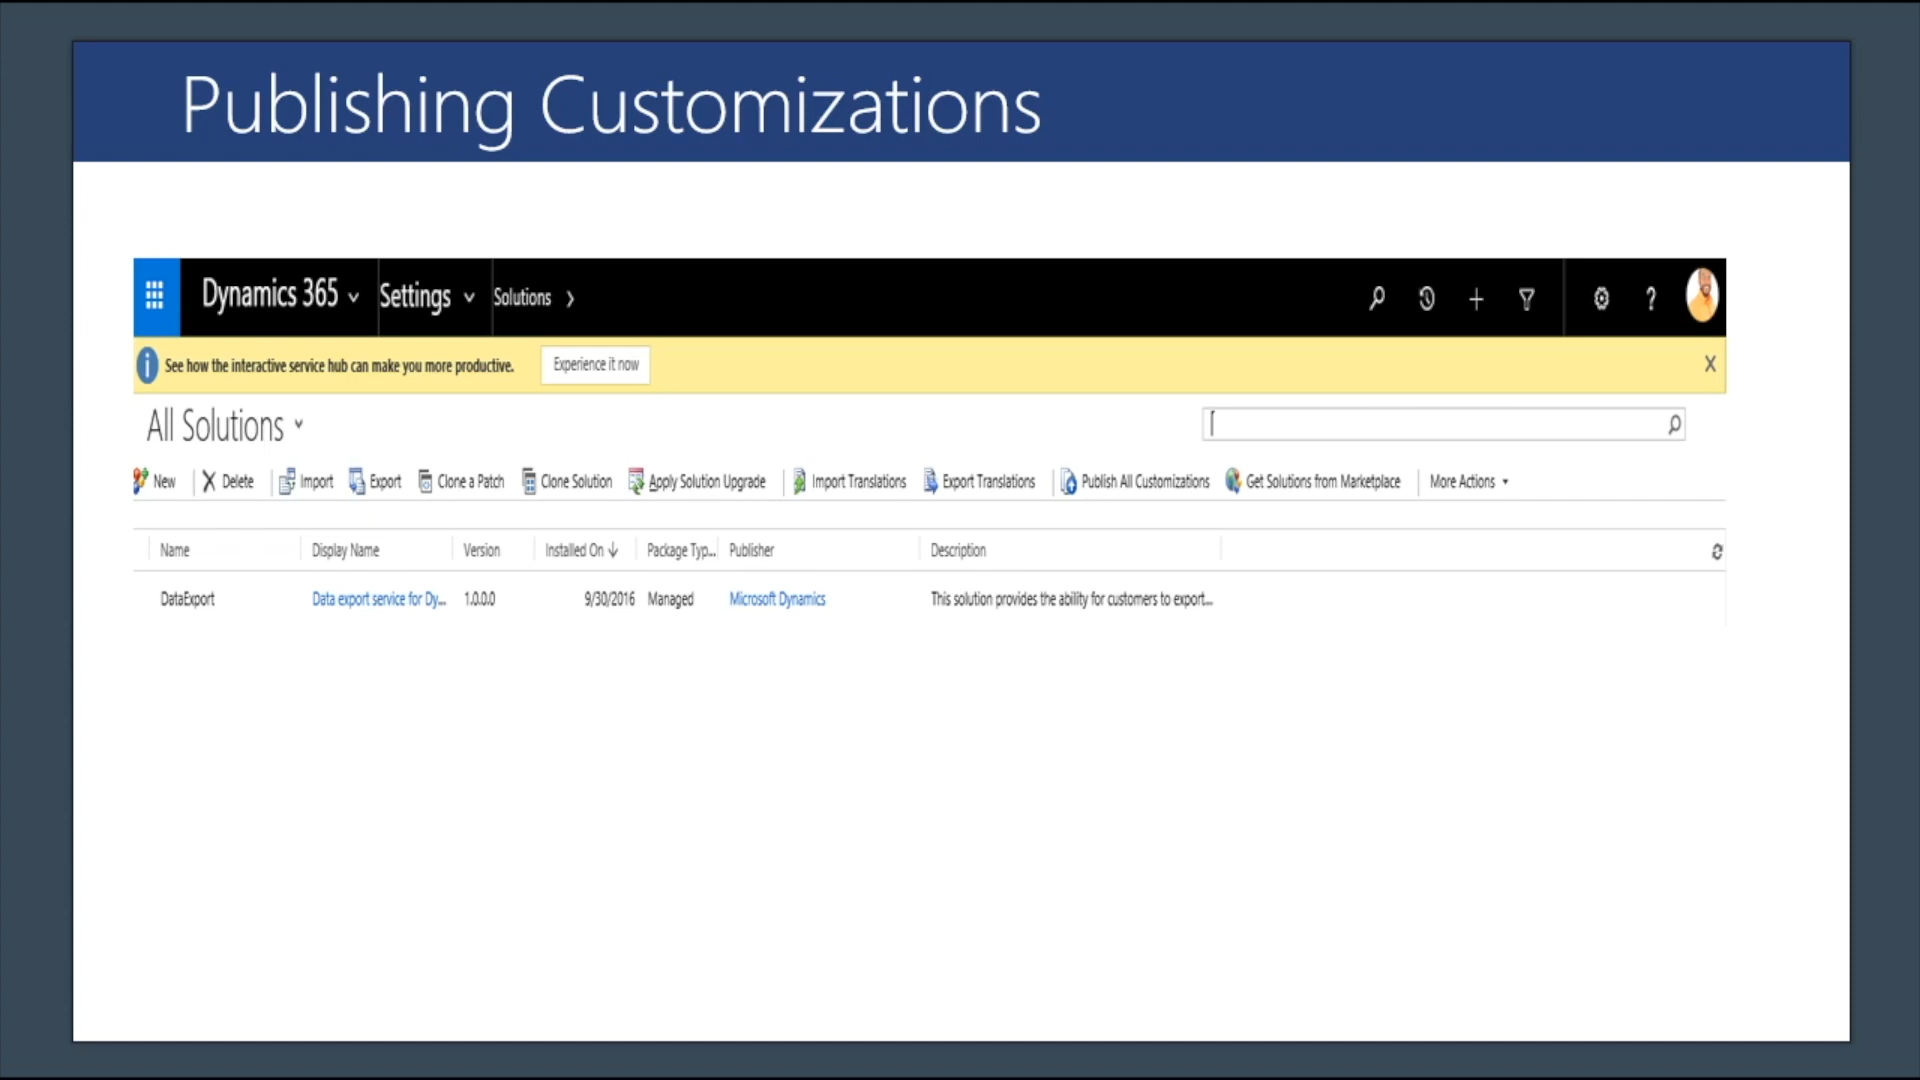 Publishing Customizations
Dynamics 365 Settings Solutions
See how the interactive service hub can make you more productive. Experience it now X
All Solutions
New Delete Import Export Clone a Patch Clone Solution Apply Solution Upgrade Import Translations Export Translations Publish All Customizations Get Solutions from Marketplace More Actions
Name Display Name Version Installed On Package Typ... Publisher Description
DataExport Data export service for Dy... 1.0.0.0 9/30/2016 Managed Microsoft Dynamics This solution provides the ability for customers to export...